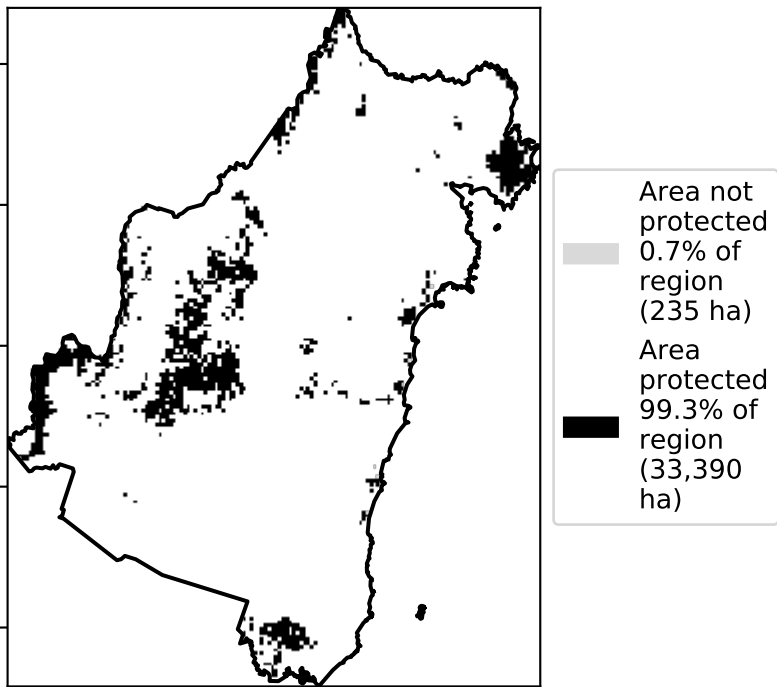 Area not
protected
0.7% of
region
(235 ha)
Area
protected
99.3% of
region
(33,390
ha)